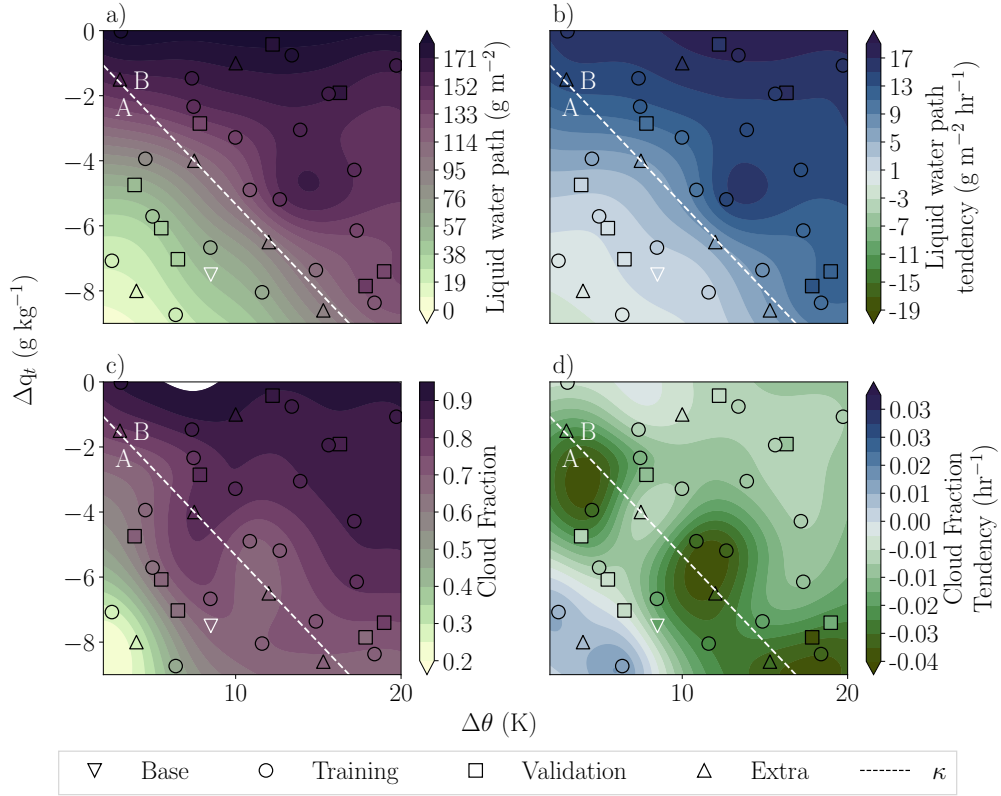 a)
0
−2
−4
−6
−8
B
A
171
152
133
114
95
76
57
38
19
0
Liquid water path (g m⁻²)
b)
B
A
17
13
9
5
1
-3
-7
-11
-15
-19
Liquid water path
tendency (g m⁻² hr⁻¹)
Δqₜ (g kg⁻¹)
c)
0
−2
−4
−6
−8
B
A
10
20
0.9
0.8
0.7
0.6
0.5
0.4
0.3
0.2
Cloud Fraction
d)
B
A
10
20
0.03
0.03
0.02
0.01
0.00
-0.01
-0.01
-0.02
-0.03
-0.04
Cloud Fraction
Tendency (hr⁻¹)
Δθ (K)
Base Training Validation Extra κ